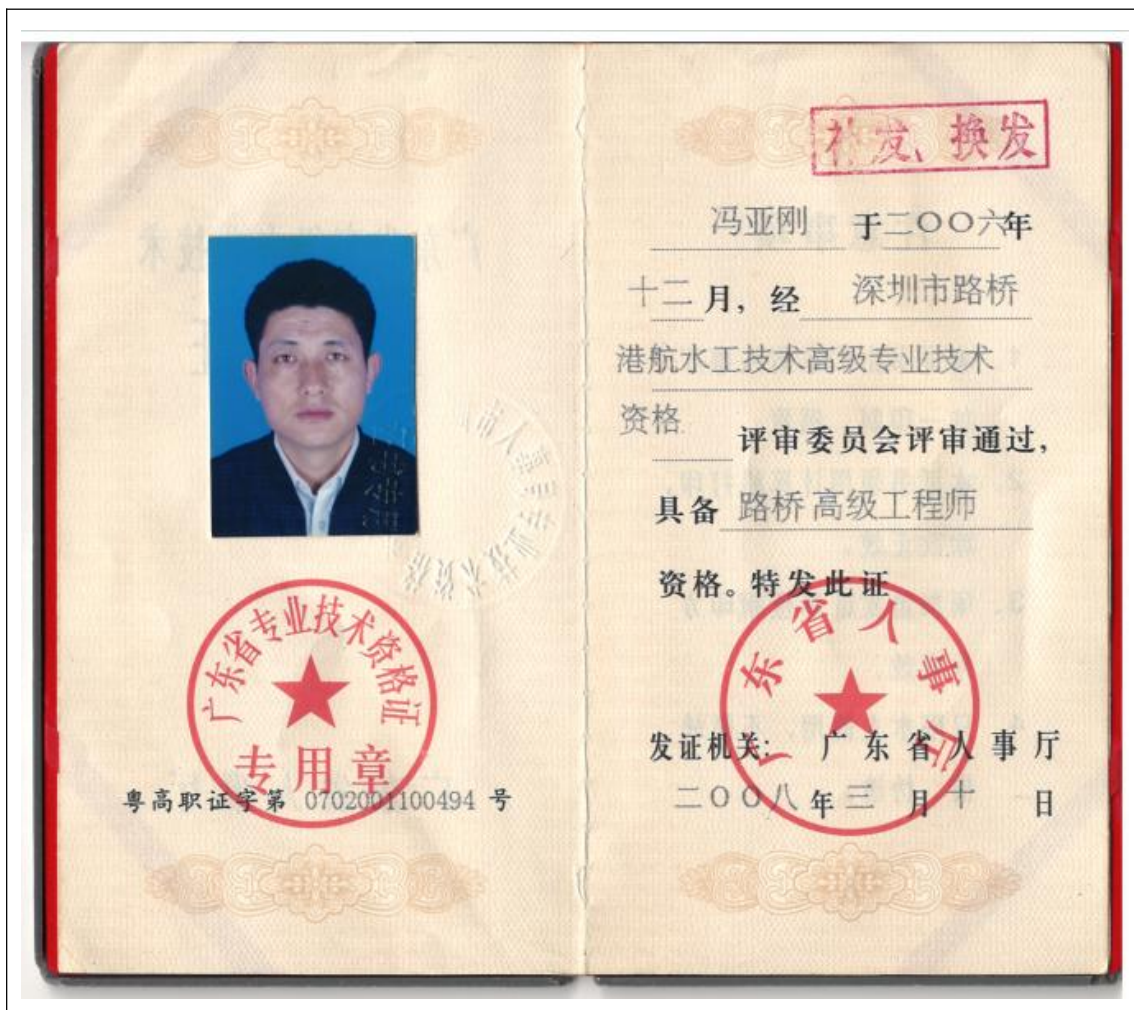 广东省专业技术资格证
专用章
粤高职证字第 0702001100494 号
补发、换发
冯亚刚 于二〇〇六年
十二月，经 深圳市路桥
港航水工技术高级专业技术
资格 评审委员会评审通过，
具备 路桥 高级工程师
资格。特发此证
广东省人事厅
发证机关： 广东省人事厅
二〇〇八年三月十日